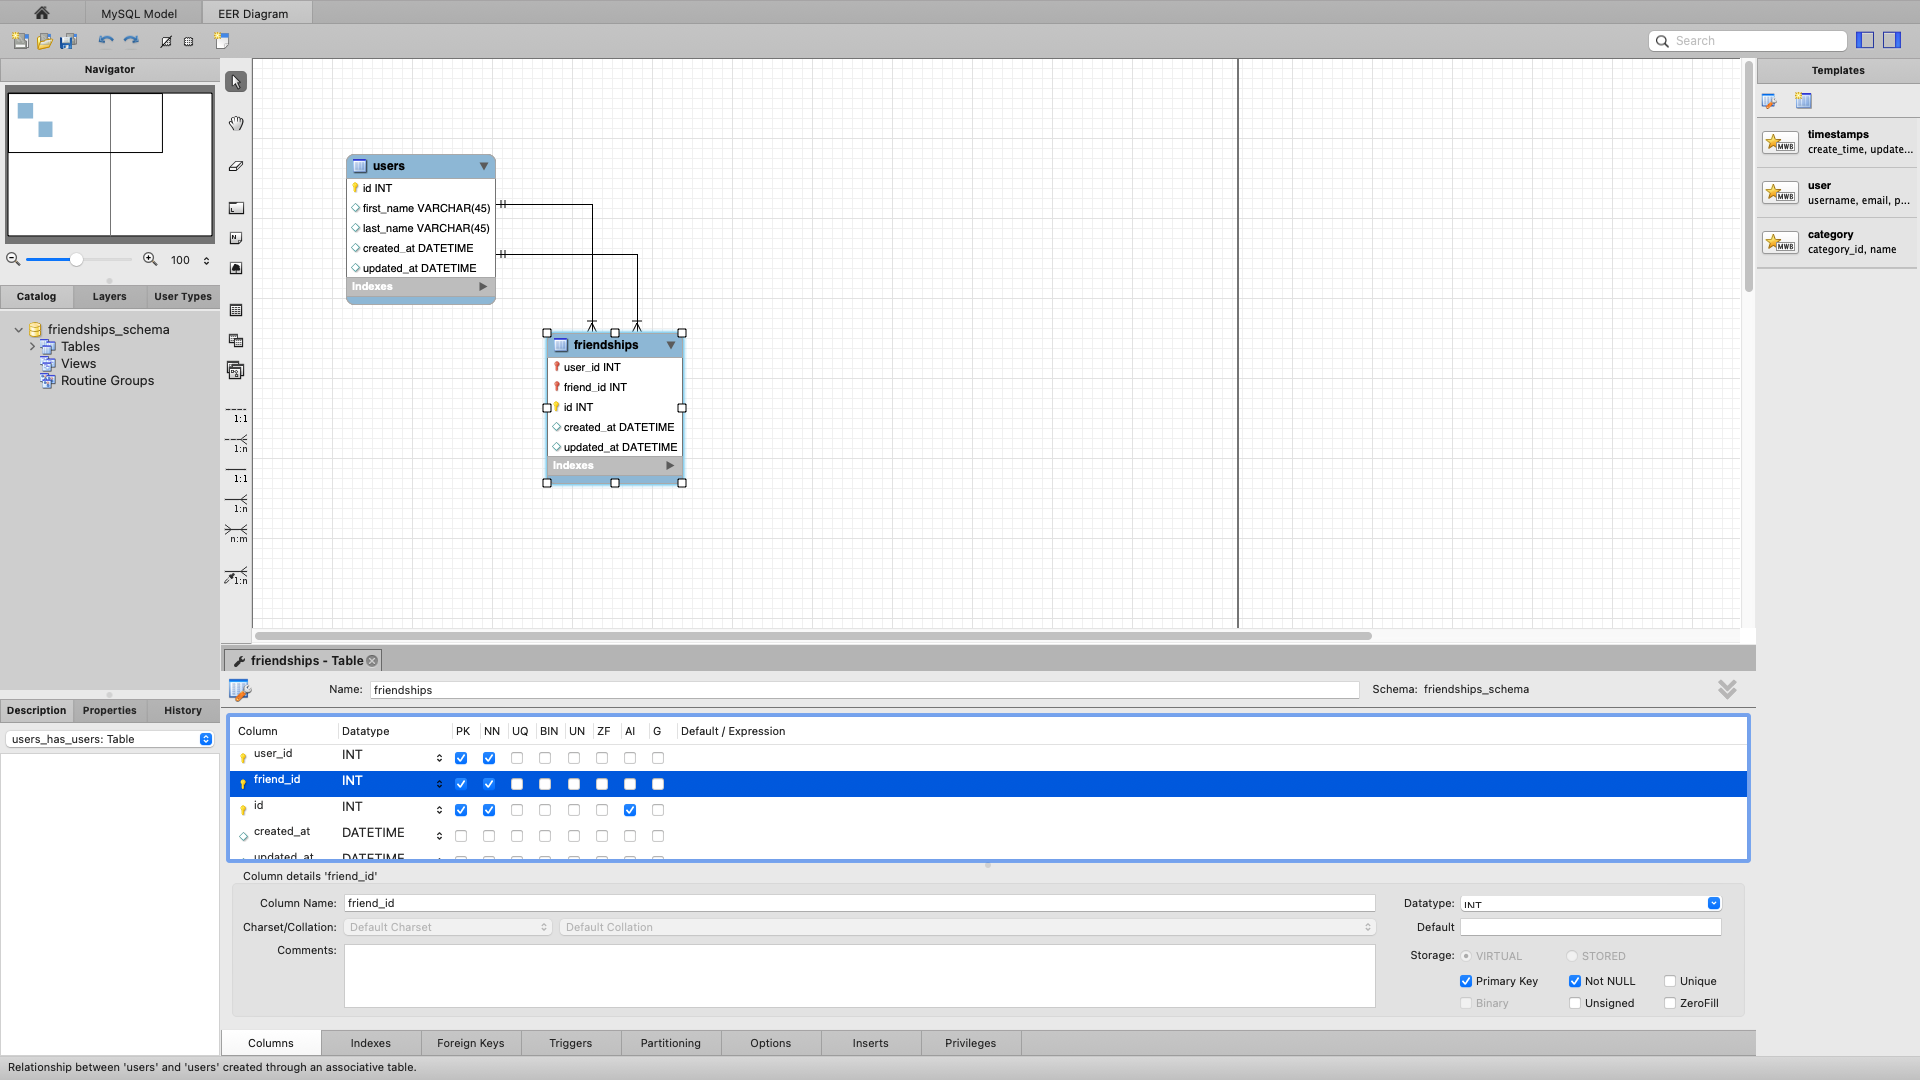 MySQL Model
EER Diagram
Search
Navigator
100
Catalog
Layers
User Types
friendships_schema
Tables
Views
Routine Groups
Description
Properties
History
users_has_users: Table
1:1
1:n
1:1
1:n
n:m
1:n
users
id INT
first_name VARCHAR(45)
last_name VARCHAR(45)
created_at DATETIME
updated_at DATETIME
Indexes
friendships
user_id INT
friend_id INT
id INT
created_at DATETIME
updated_at DATETIME
Indexes
Templates
timestamps
create_time, update...
user
username, email, p...
category
category_id, name
MWB
MWB
MWB
friendships - Table
Name: friendships
Schema: friendships_schema
Column Datatype PK NN UQ BIN UN ZF AI G Default / Expression
user_id INT
friend_id INT
id INT
created_at DATETIME
updated_at DATETIME
Column details 'friend_id'
Column Name: friend_id
Charset/Collation: Default Charset Default Collation
Comments:
Datatype: INT
Default
Storage: VIRTUAL STORED
Primary Key Not NULL Unique
Binary Unsigned ZeroFill
Columns Indexes Foreign Keys Triggers Partitioning Options Inserts Privileges
Relationship between 'users' and 'users' created through an associative table.